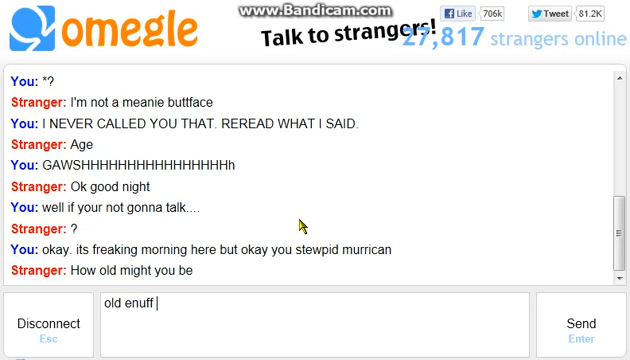 www.Bandicam.com
Like 706k
Tweet 81.2K
omegle
Talk to strangers!
27,817 strangers online
You: *?
Stranger: I'm not a meanie buttface
You: I NEVER CALLED YOU THAT. REREAD WHAT I SAID.
Stranger: Age
You: GAWSHHHHHHHHHHHHHHHHh
Stranger: Ok good night
You: well if your not gonna talk....
Stranger: ?
You: okay. its freaking morning here but okay you stewpid murrican
Stranger: How old might you be
old enuff
Disconnect
Esc
Send
Enter